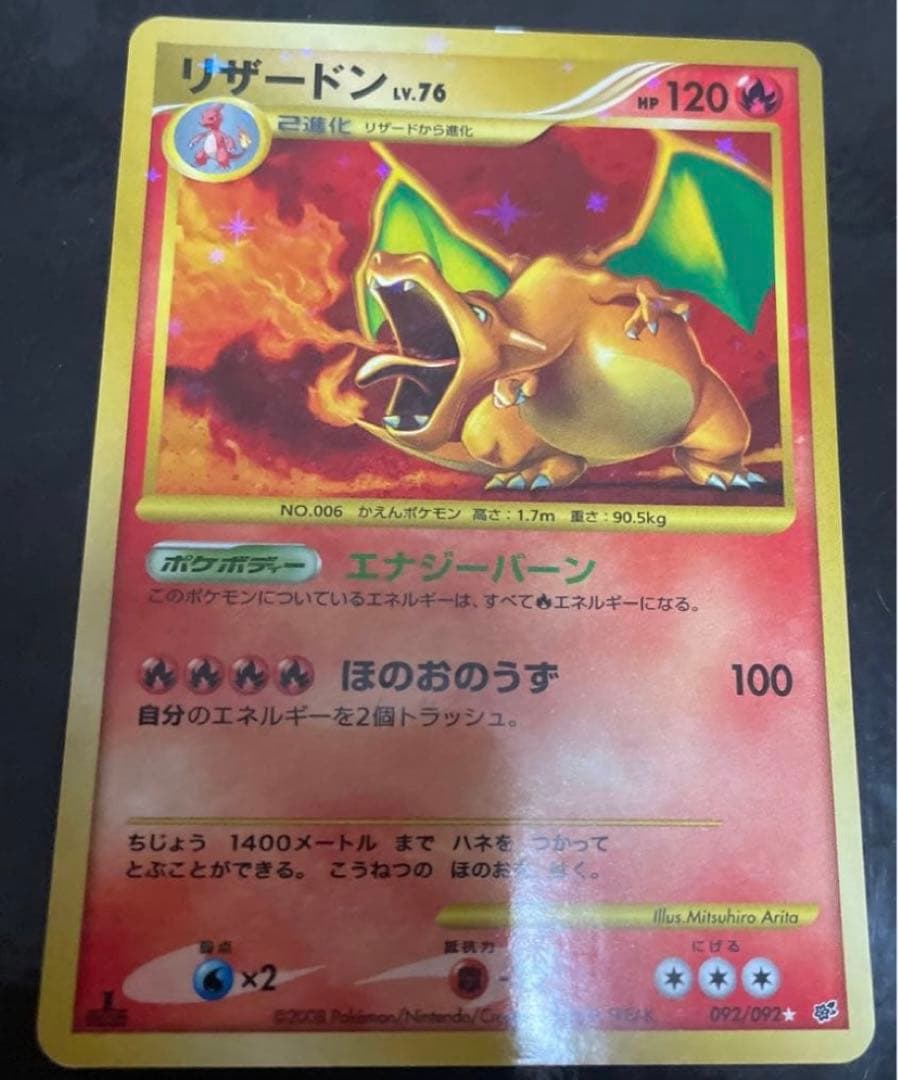 リザードン LV.76
HP 120
2進化 リザードから進化
NO.006 かえんポケモン 高さ:1.7m 重さ:90.5kg
ポケボディー エナジーバーン
このポケモンについているエネルギーは、すべてエネルギーになる。
ほのおのうず 100
自分のエネルギーを2個トラッシュ。
ちじょう 1400メートル まで ハネを つかって
とぶことができる。 こうねつの ほのおを はく。
Illus.Mitsuhiro Arita
弱点 抵抗力 にげる
×2 -
1
©2008 Pokémon/Nintendo/ FREAK. 092/092★